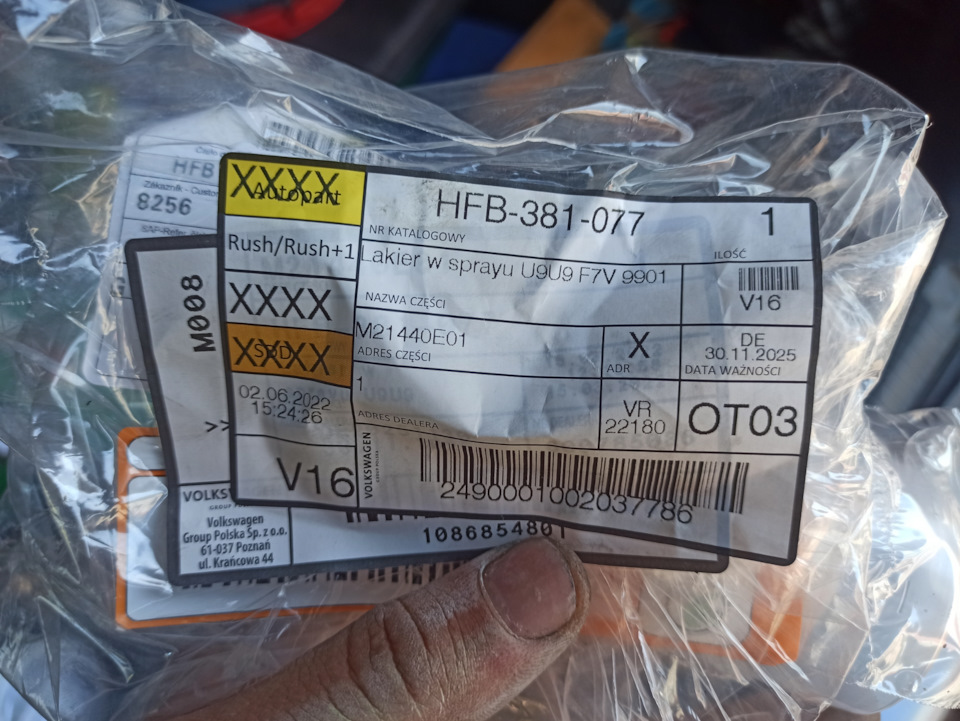 HFB
8256
M008
>>
XXXX
Autopart
HFB-381-077
1
NR KATALOGOWY
ILOŚĆ
Rush/Rush+1
Lakier w sprayu U9U9 F7V 9901
NAZWA CZĘŚCI
V16
XXXX
M21440E01
ADRES CZĘŚCI
X
ADR
DE
30.11.2025
DATA WAŻNOŚCI
XXXX
SBD
02.06.2022
15:24:26
1
ADRES DEALERA
VR
22180
OT03
V16
VOLKSWAGEN
2490001002037786
VOLKSW
Volkswagen
Group Polska Sp. z o.o.
61-037 Poznań
ul. Krańcowa 44
1086854801